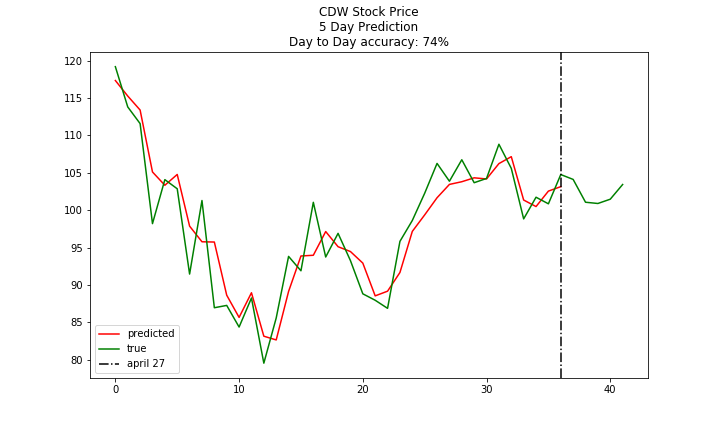 CDW Stock Price
5 Day Prediction
Day to Day accuracy: 74%
120
115
110
105
100
95
90
85
80
predicted
true
april 27
0
10
20
30
40